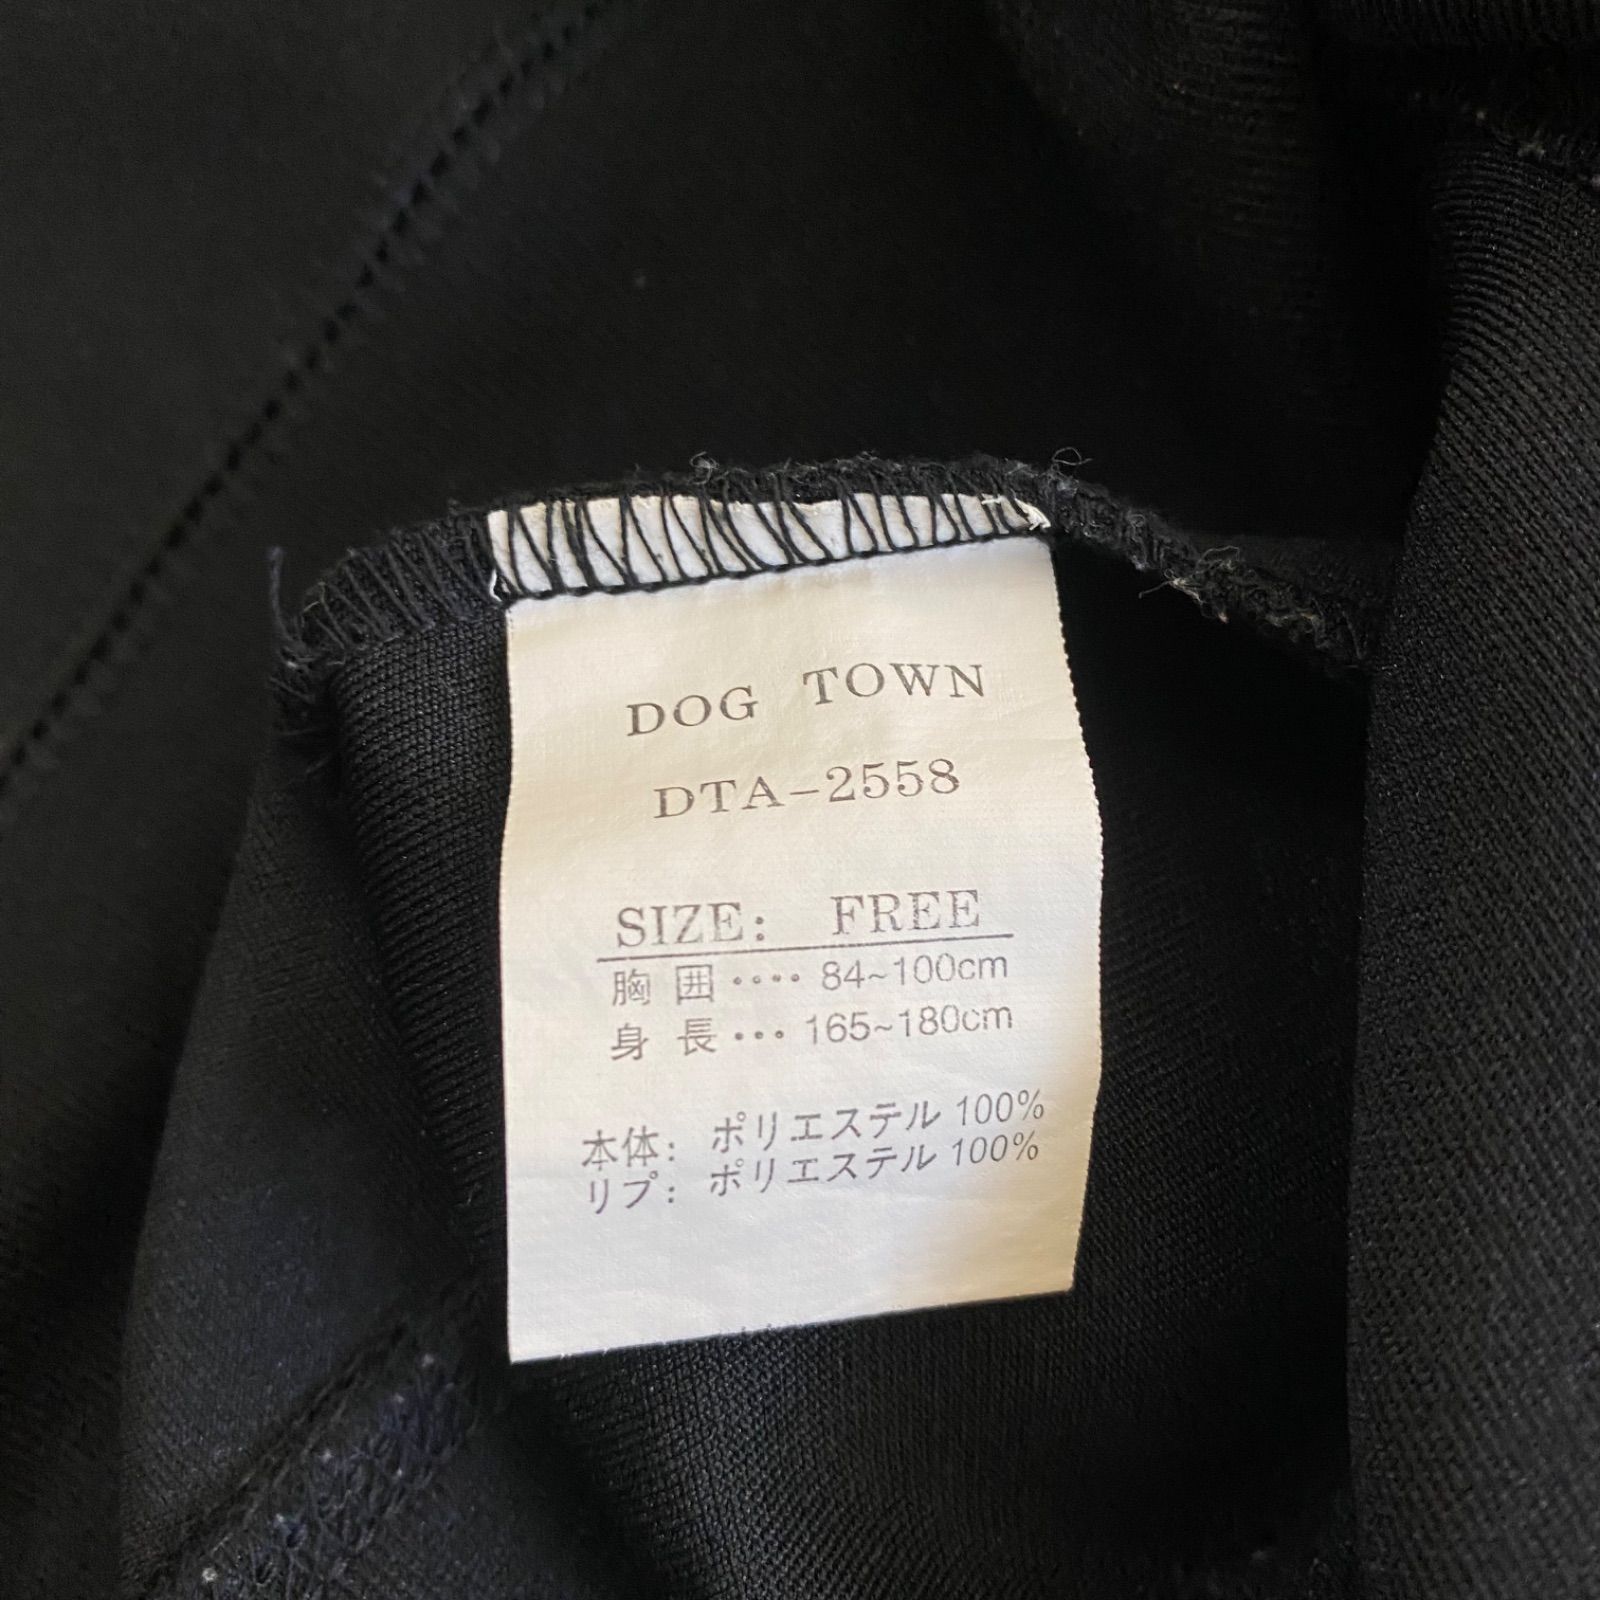 DOG TOWN
DTA-2558
SIZE: FREE
胸 囲 ‥‥ 84~100cm
身 長 … 165~180cm
本体: ポリエステル 100%
リブ: ポリエステル 100%